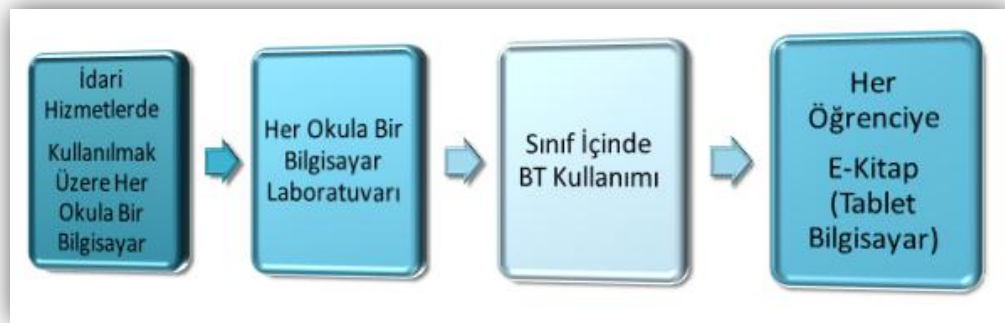 İdari
Hizmetlerde
Kullanılmak
Üzere Her
Okula Bir
Bilgisayar
Her Okula Bir
Bilgisayar
Laboratuvarı
Sınıf İçinde
BT Kullanımı
Her
Öğrenciye
E-Kitap
(Tablet
Bilgisayar)